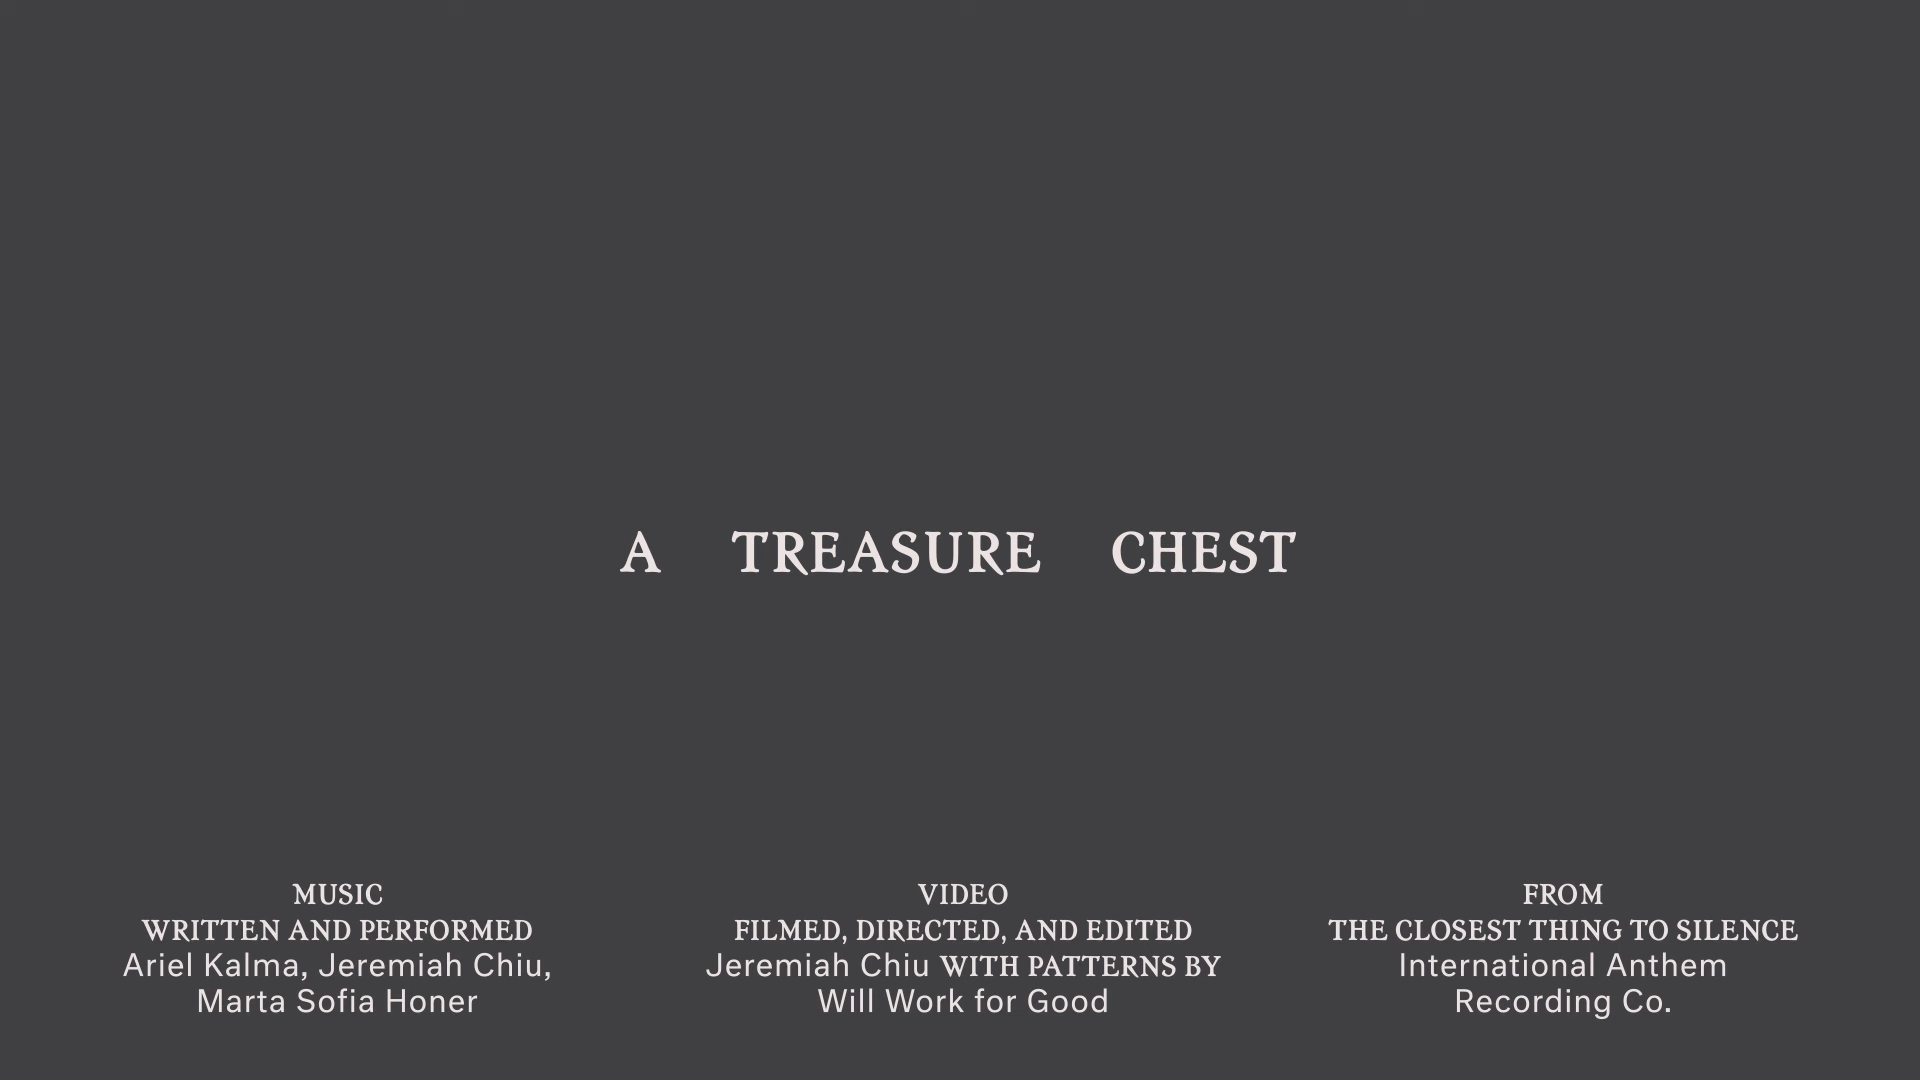 A TREASURE CHEST
MUSIC
WRITTEN AND PERFORMED
Ariel Kalma, Jeremiah Chiu,
Marta Sofia Honer
VIDEO
FILMED, DIRECTED, AND EDITED
Jeremiah Chiu WITH PATTERNS BY
Will Work for Good
FROM
THE CLOSEST THING TO SILENCE
International Anthem
Recording Co.